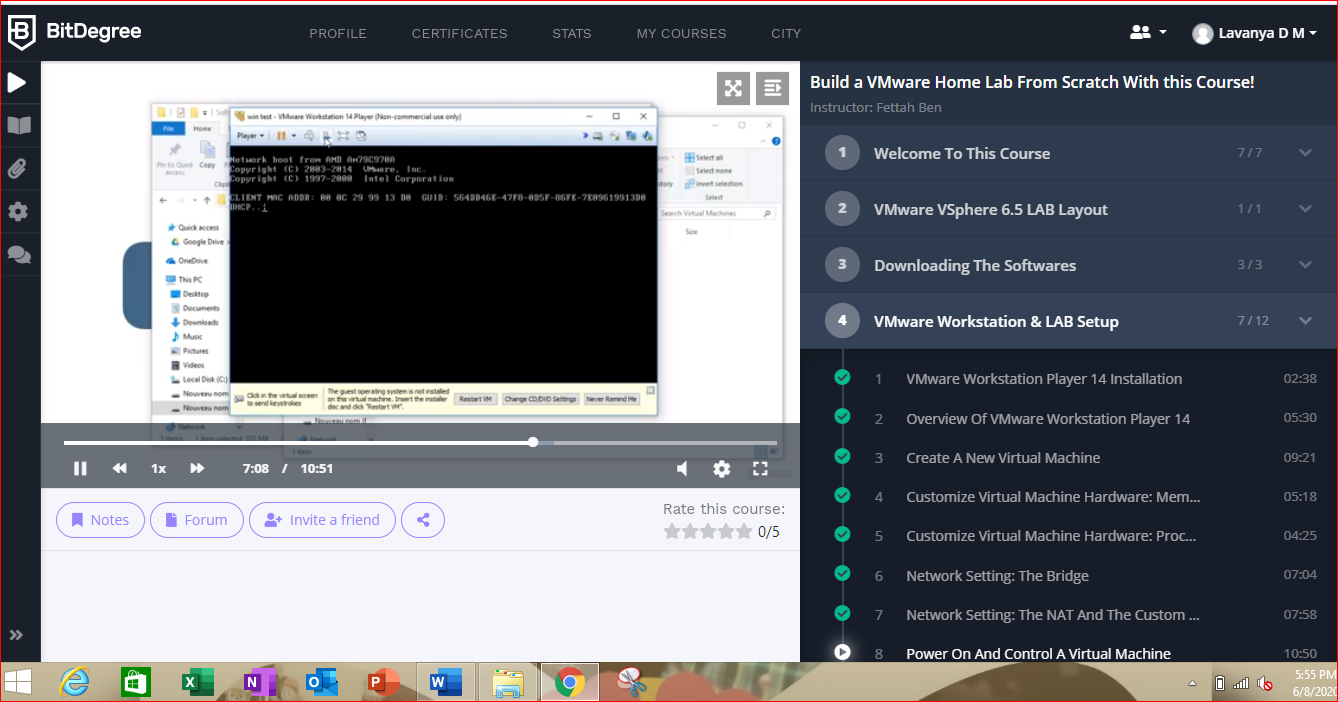 BitDegree
PROFILE
CERTIFICATES
STATS
MY COURSES
CITY
Lavanya D M
win test - VMware Workstation 14 Player (Non-commercial use only)
File
Home
Player
Pin to Quick access
Copy
Select all
Select none
Invert selection
Select
Search Virtual Machines
Size
Network boot from AMD Am79C970A
Copyright (C) 2003-2014 VMware, Inc.
Copyright (C) 1997-2000 Intel Corporation
CLIENT MAC ADDR: 00 0C 29 99 13 D0 GUID: 564DD46E-47F0-0D5F-86FE-7E09619913D0
DHCP..
Quick access
Google Drive
OneDrive
This PC
Desktop
Documents
Downloads
Music
Pictures
Videos
Local Disk (C:)
Nouveau nom
Nouveau nom
Network
Click in the virtual screen
to send keystrokes
The guest operating system is not installed
on this virtual machine. Insert the installer
disc and click "Restart VM".
Restart VM
Change CD/DVD Settings
Never Remind Me
Nouveau nom (I
Network
5 items
1 item selected
1 item
1x
7:08 / 10:51
Notes
Forum
Invite a friend
Rate this course:
0/5
Build a VMware Home Lab From Scratch With this Course!
Instructor: Fettah Ben
1 Welcome To This Course 7 / 7
2 VMware VSphere 6.5 LAB Layout 1 / 1
3 Downloading The Softwares 3 / 3
4 VMware Workstation & LAB Setup 7 / 12
1 VMware Workstation Player 14 Installation 02:38
2 Overview Of VMware Workstation Player 14 05:30
3 Create A New Virtual Machine 09:21
4 Customize Virtual Machine Hardware: Mem... 05:18
5 Customize Virtual Machine Hardware: Proc... 04:25
6 Network Setting: The Bridge 07:04
7 Network Setting: The NAT And The Custom ... 07:58
8 Power On And Control A Virtual Machine 10:50
5:55 PM
6/8/2020